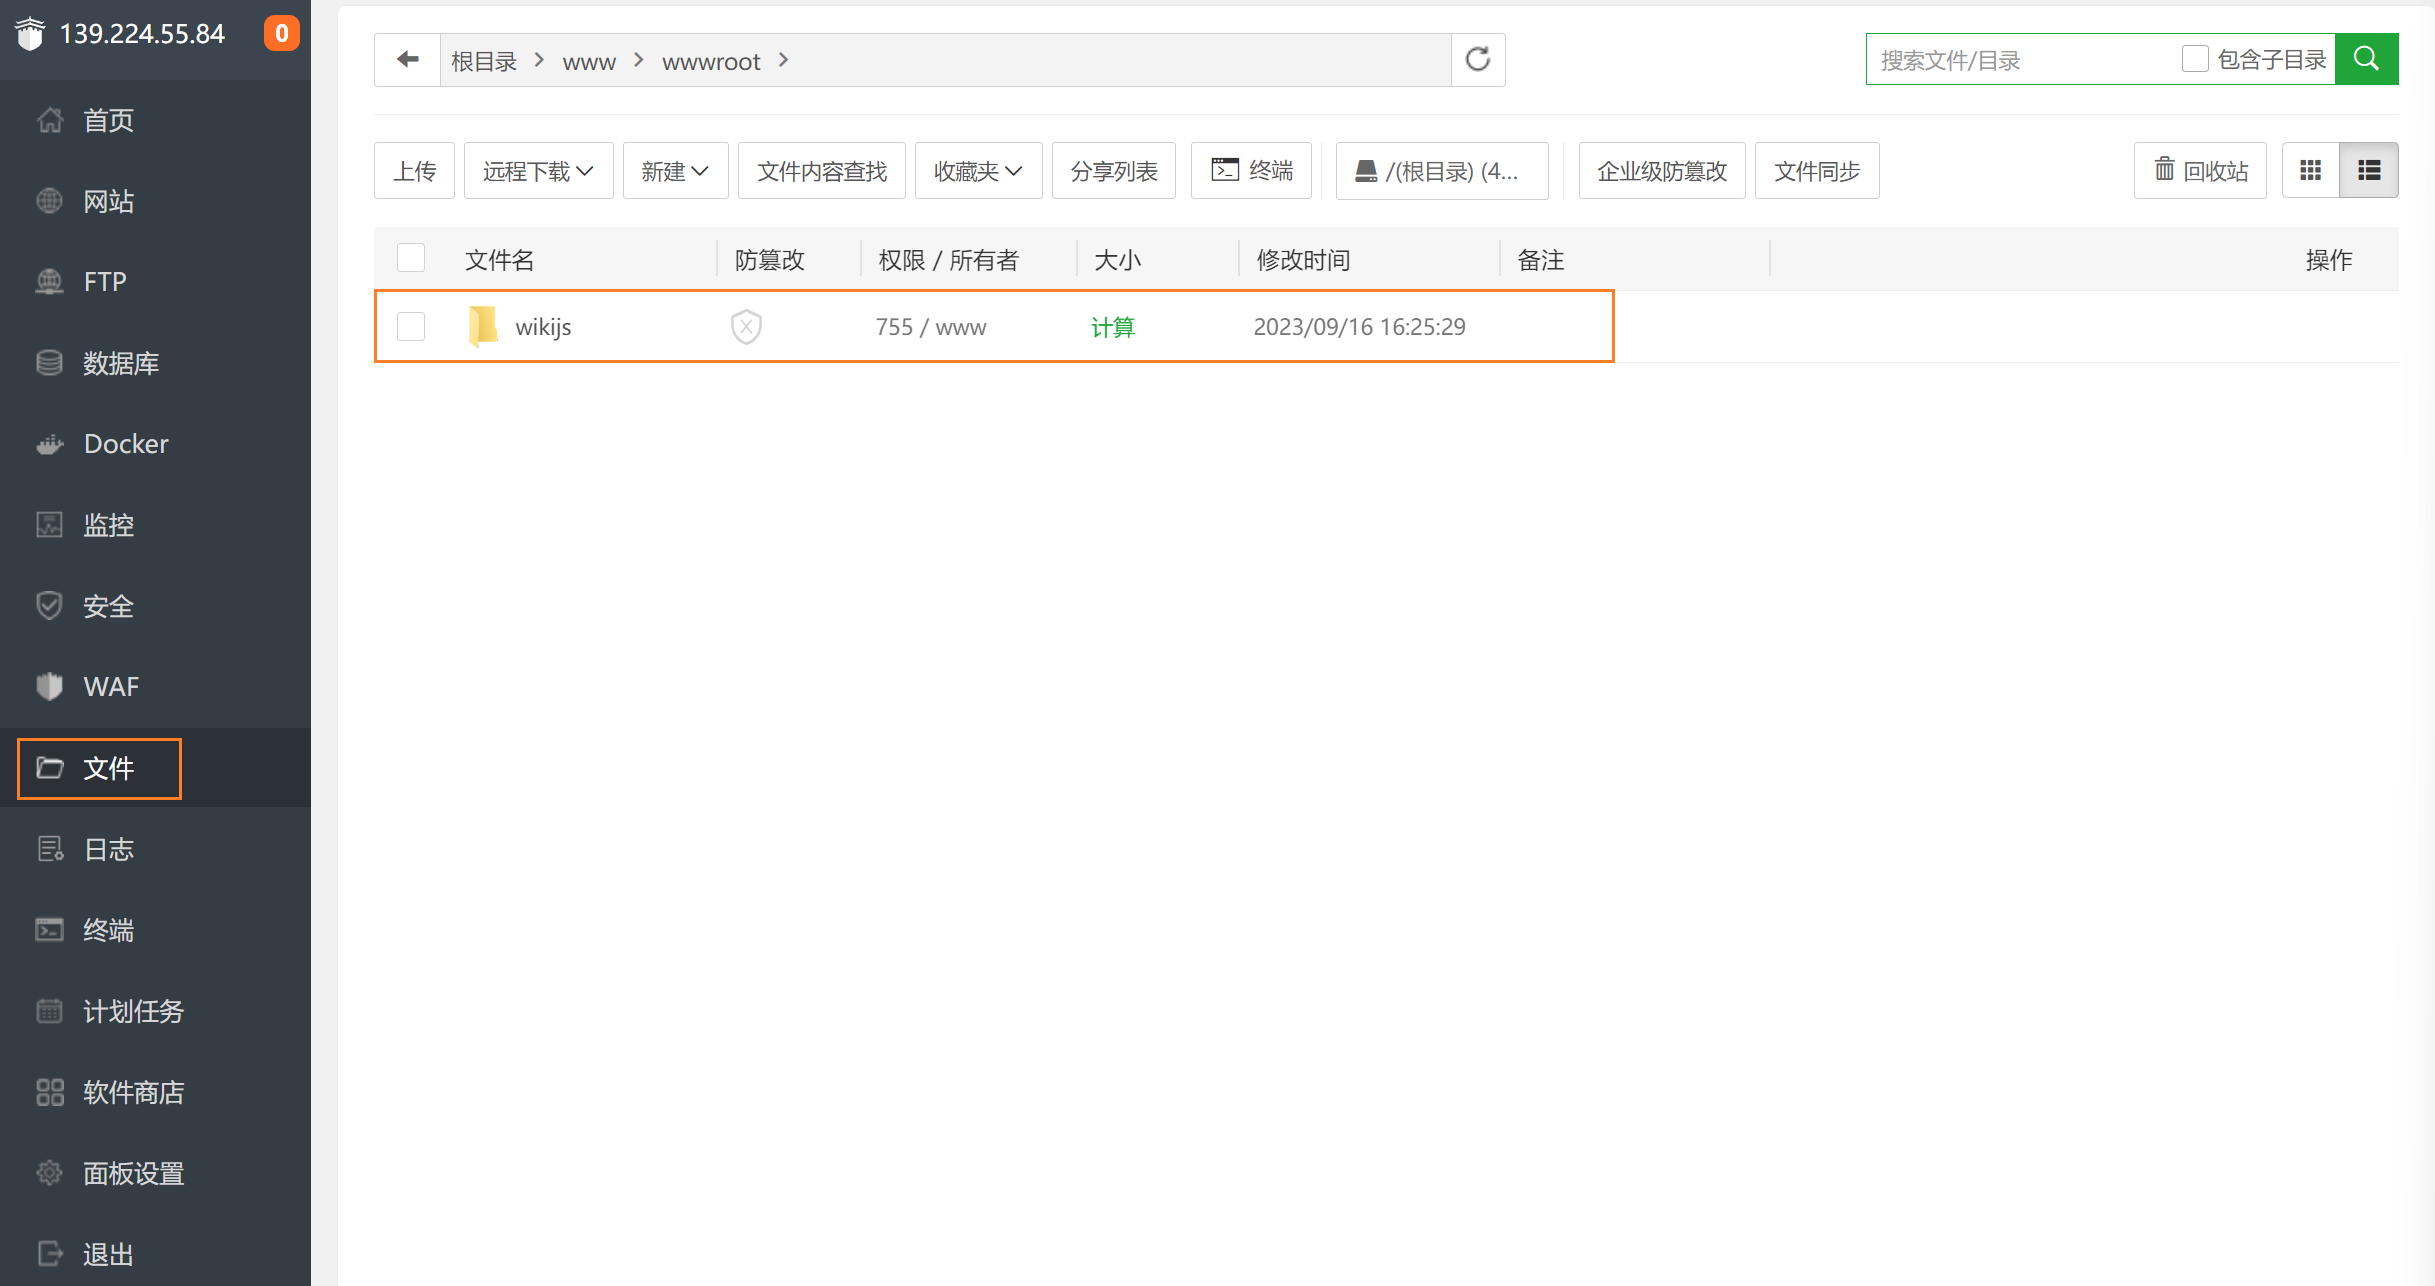 139.224.55.84 0
首页
网站
FTP
数据库
Docker
监控
安全
WAF
文件
日志
终端
计划任务
软件商店
面板设置
退出
根目录 > www > wwwroot >
搜索文件/目录 包含子目录
上传 远程下载 新建 文件内容查找 收藏夹 分享列表 终端 /(根目录) (4... 企业级防篡改 文件同步 回收站
文件名 防篡改 权限 / 所有者 大小 修改时间 备注 操作
wikijs 755 / www 计算 2023/09/16 16:25:29